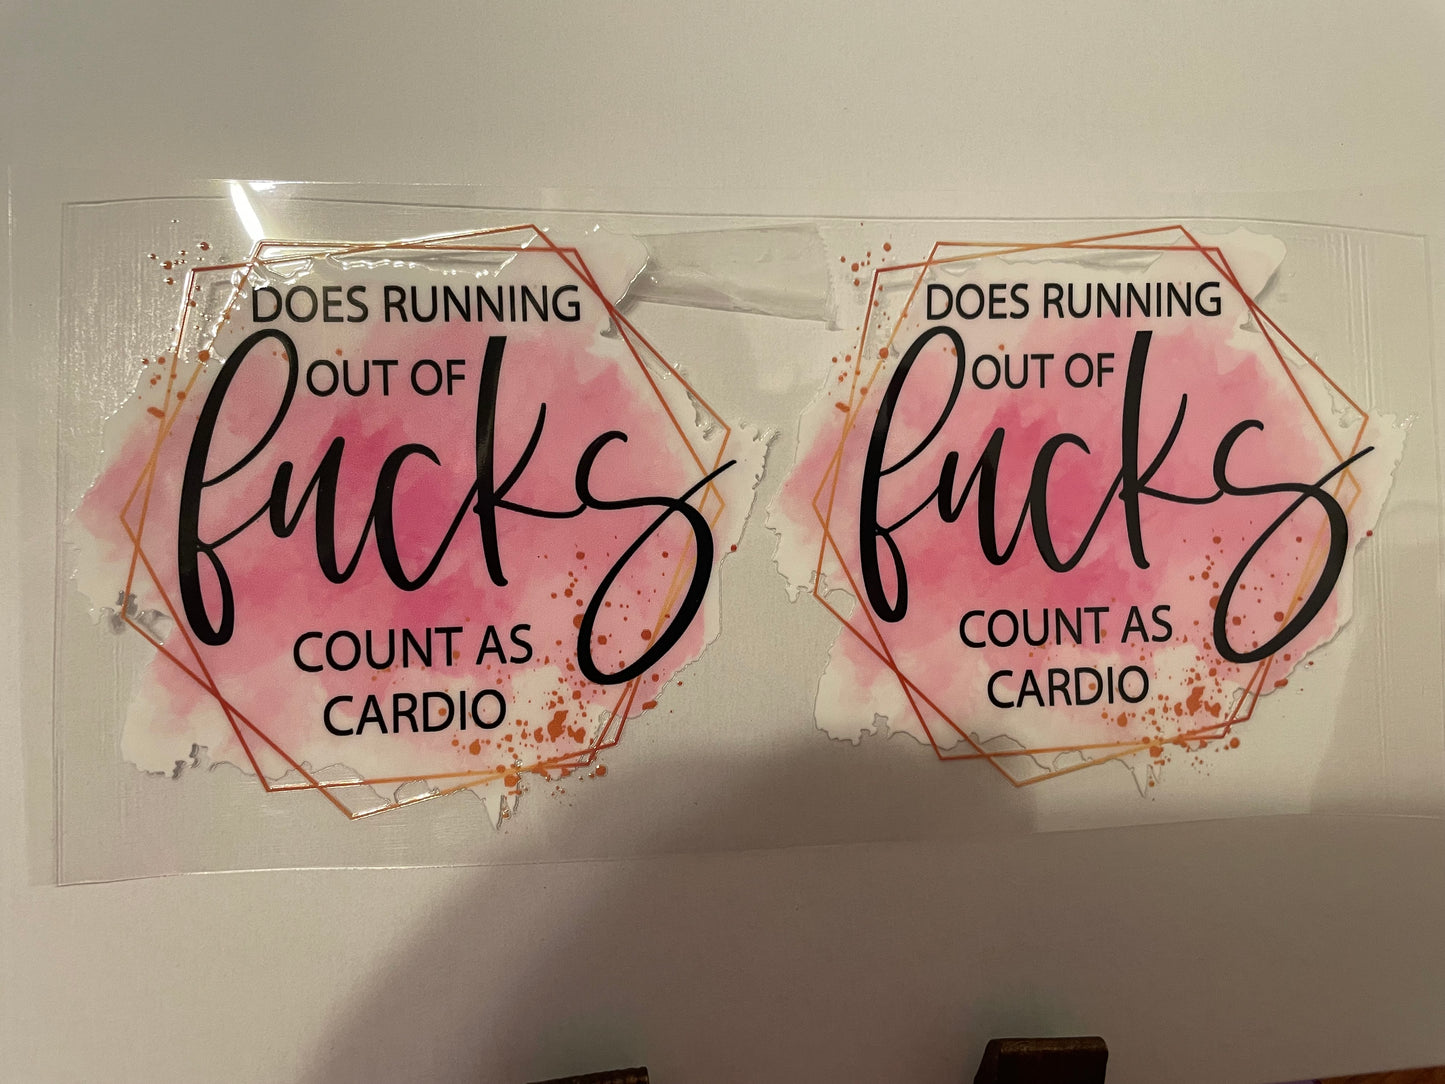 DOES RUNNING
OUT OF
fucks
COUNT AS
CARDIO
DOES RUNNING
OUT OF
fucks
COUNT AS
CARDIO